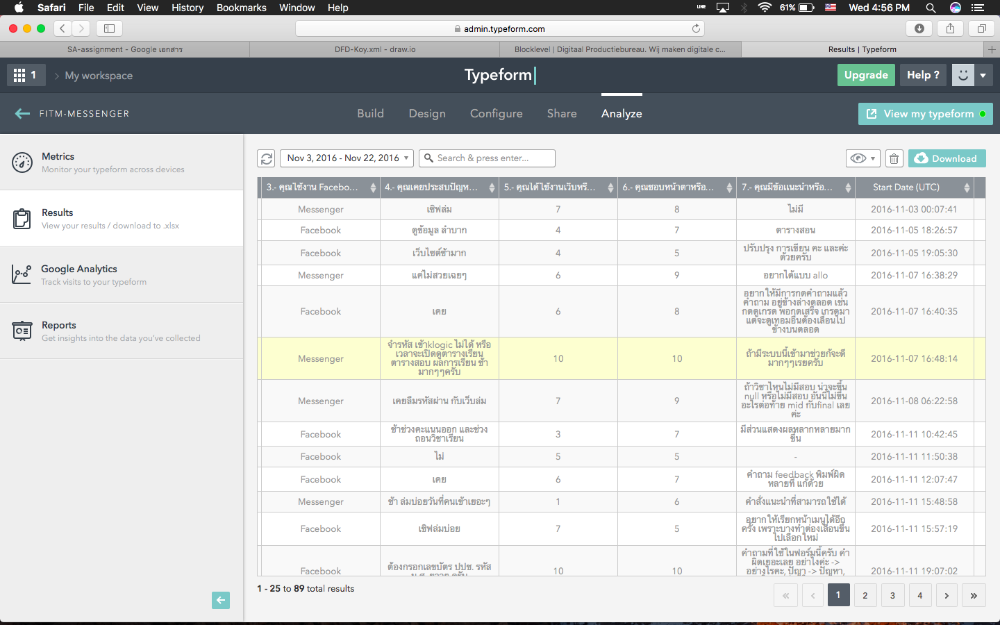 Safari File Edit View History Bookmarks Window Help LINE 61% Wed 4:56 PM
admin.typeform.com
SA-assignment - Google เอกสาร DFD-Koy.xml - draw.io Blocklevel | Digitaal Productiebureau. Wij maken digitale c... Results | Typeform
1 My workspace Typeform Upgrade Help ?
FITM-MESSENGER Build Design Configure Share Analyze View my typeform
Metrics
Monitor your typeform across devices
Results
View your results / download to .xlsx
Google Analytics
Track visits to your typeform
Reports
Get insights into the data you've collected
Nov 3, 2016 - Nov 22, 2016 Search & press enter... Download
3.- คุณใช้งาน Facebo... 4.- คุณเคยประสบปัญห... 5.- คุณได้ใช้งานเว็บหรื... 6.- คุณชอบหน้าตาหรือ... 7.- คุณมีข้อแนะนำหรือ... Start Date (UTC)
Messenger เซิฟล่ม 7 8 ไม่มี 2016-11-03 00:07:41
Facebook ดูข้อมูล ลำบาก 4 7 ตารางสอน 2016-11-05 18:26:57
Facebook เว็บไซต์ช้ามาก 4 5 ปรับปรุง การเขียน คะ และค่ะ
ด้วยครับ 2016-11-05 19:05:30
Messenger แค่ไม่สวยเฉยๆ 6 9 อยากได้แบบ allo 2016-11-07 16:38:29
Facebook เคย 6 8 อยากให้มีการกดคำถามแล้ว
คำถาม อยู่ข้างล่างตลอด เช่น
กดดูเกรด พอกดเสร็จ เกรดมา
แต่จะดูเทอมอื่นต้องเลื่อนไป
ข้างบนตลอด 2016-11-07 16:40:35
Messenger จำรหัส เข้าklogic ไม่ได้ หรือ
เวลาจะเปิดดูตารางเรียน
ตารางสอบ ผลการเรียน ช้า
มากๆๆครับ 10 10 ถ้ามีระบบนี้เข้ามาช่วยก้จะดี
มากๆๆเรยครับ 2016-11-07 16:48:14
Messenger เคยลืมรหัสผ่าน กับเว็บล่ม 7 9 ถ้าวิชาไหนไม่มีสอบ น่าจะขึ้น
null หรือไม่มีสอบ อันนี้ไม่ขึ้น
อะไรต่อท้าย mid กับfinal เลย
ค่ะ 2016-11-08 06:22:58
Facebook ช้าช่วงคะแนนออก และช่วง
ถอนวิชาเรียน 3 7 มีส่วนแสดงผลหลากหลายมาก
ขึ้น 2016-11-11 10:42:45
Facebook ไม่ 5 5 - 2016-11-11 11:50:38
Facebook เคย 6 7 คำถาม feedback พิมพ์ผิด
หลายที่ แก้ด้วย 2016-11-11 12:07:47
Messenger ช้า ล่มบ่อยวันที่คนเข้าเยอะๆ 1 6 คำสั่งแนะนำที่สามารถใช้ได้ 2016-11-11 15:48:58
Facebook เซิฟล่มบ่อย 7 5 อยากให้เรียกหน้าเมนูได้อีก
ครั้ง เพราะบางทำต้องเลื่อนขึ้น
ไปเลือกใหม่ 2016-11-11 15:57:19
Facebook ต้องกรอกเลขบัตร ปปช. รหัส
10 10 คำถามที่ใช้ในฟอร์มนี้ครับ คำ
ผิดเยอะเลย อย่าไงค่ะ ->
อย่างไรคะ, ปัญา -> ปัญหา, 2016-11-11 19:07:02
1 - 25 to 89 total results « ‹ 1 2 3 4 › »